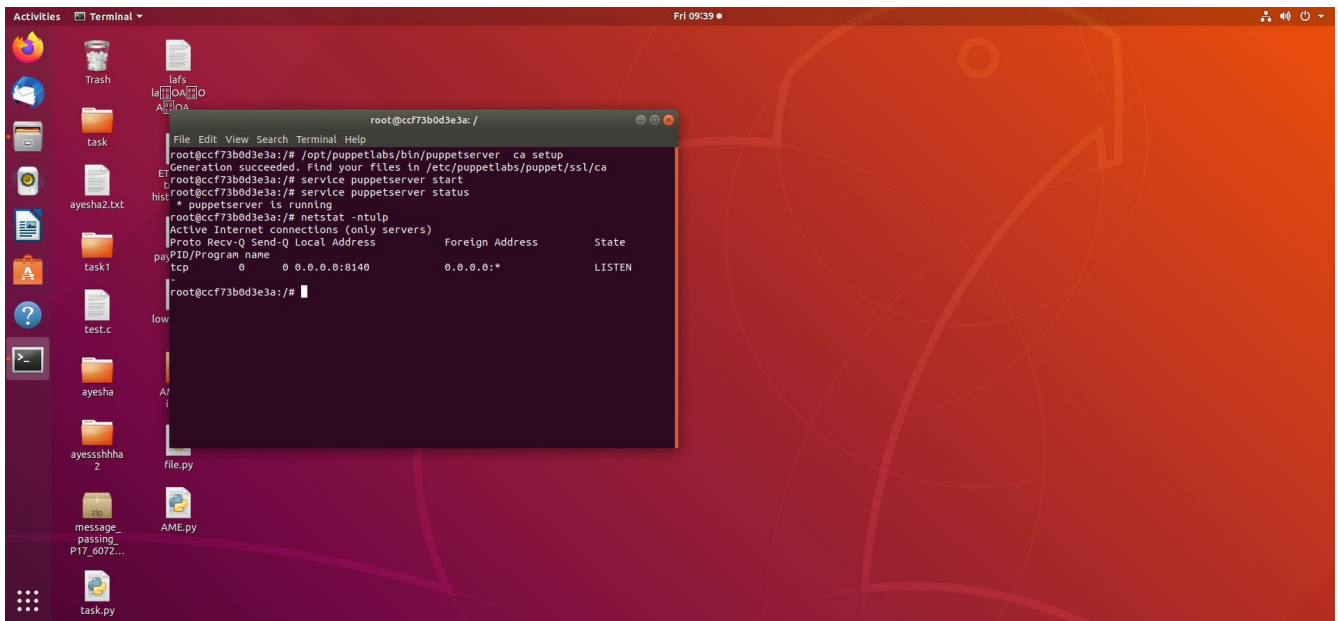 Activities Terminal
Fri 09:39
Trash
lafs
task
ayesha2.txt
task1
test.c
ayesha
ayessshhha
2
file.py
zip
message_
passing_
P17_6072...
AME.py
task.py
root@ccf73b0d3e3a: /
File Edit View Search Terminal Help
root@ccf73b0d3e3a:/# /opt/puppetlabs/bin/puppetserver  ca setup
Generation succeeded. Find your files in /etc/puppetlabs/puppet/ssl/ca
root@ccf73b0d3e3a:/# service puppetserver start
root@ccf73b0d3e3a:/# service puppetserver status
 * puppetserver is running
root@ccf73b0d3e3a:/# netstat -ntulp
Active Internet connections (only servers)
Proto Recv-Q Send-Q Local Address           Foreign Address         State
PID/Program name
tcp        0      0 0.0.0.0:8140            0.0.0.0:*               LISTEN
-
root@ccf73b0d3e3a:/#